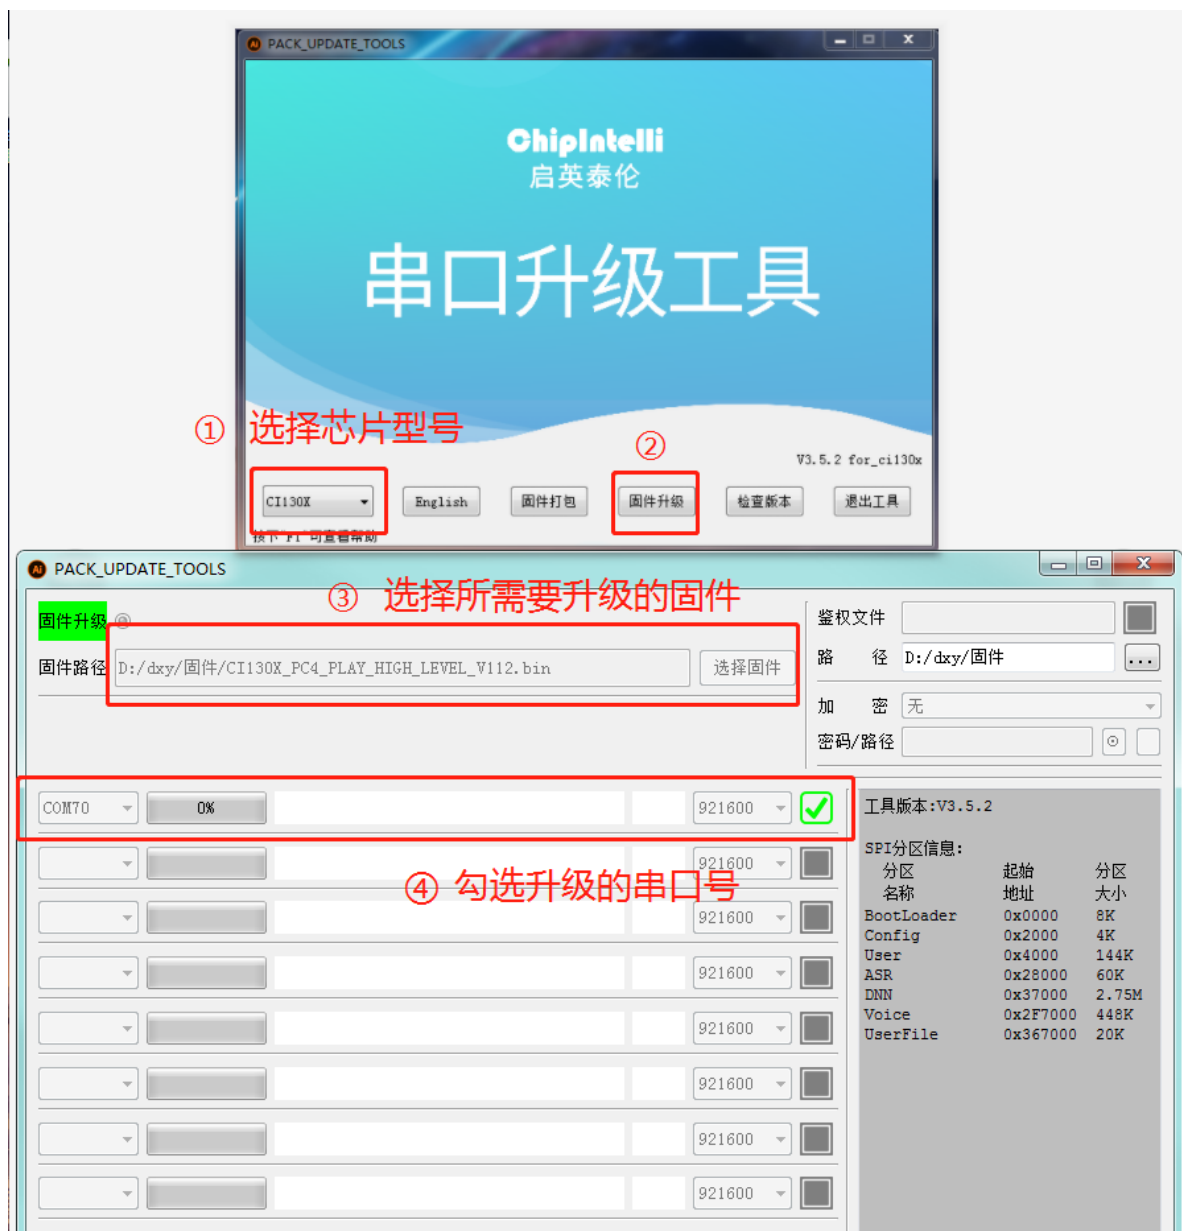 PACK_UPDATE_TOOLS
ChipIntelli
启英泰伦
串口升级工具
① 选择芯片型号
②
V3.5.2 for_ci130x
CI130X English 固件打包 固件升级 检查版本 退出工具
按下"F1"可查看帮助
PACK_UPDATE_TOOLS
③ 选择所需要升级的固件
固件升级
鉴权文件
固件路径 D:/dxy/固件/CI130X_PC4_PLAY_HIGH_LEVEL_V112.bin 选择固件
路 径 D:/dxy/固件 ...
加 密 无
密码/路径
COM70 0% 921600
921600
④ 勾选升级的串口号
921600
921600
921600
921600
921600
921600
工具版本:V3.5.2
SPI分区信息:
分区 起始 分区
名称 地址 大小
BootLoader 0x0000 8K
Config 0x2000 4K
User 0x4000 144K
ASR 0x28000 60K
DNN 0x37000 2.75M
Voice 0x2F7000 448K
UserFile 0x367000 20K